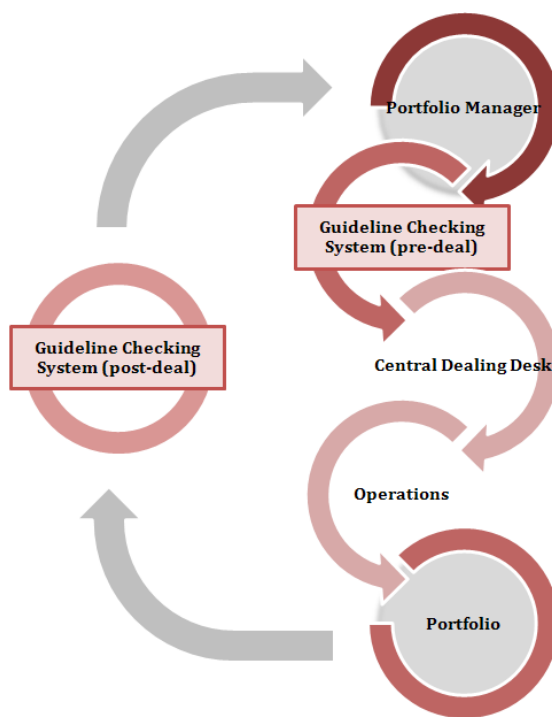 Portfolio Manager
Guideline Checking
System (pre-deal)
Guideline Checking
System (post-deal)
Central Dealing Desk
Operations
Portfolio